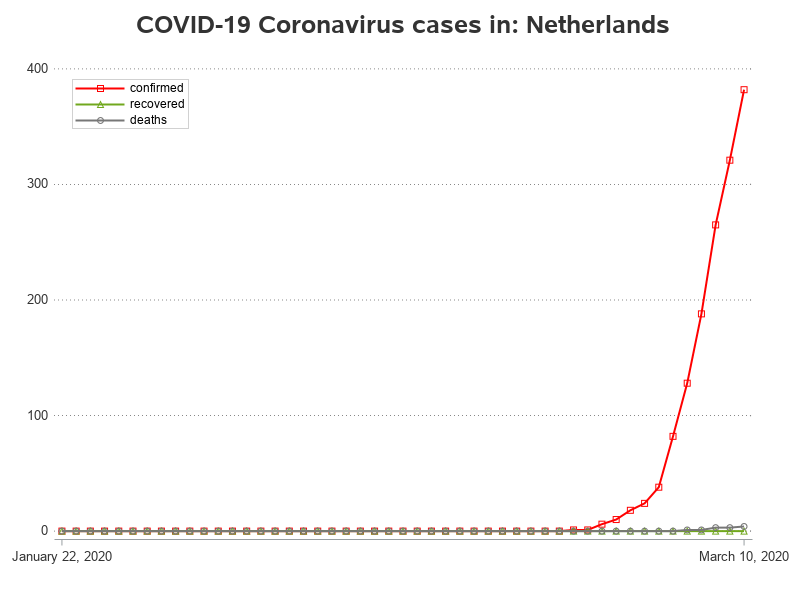 COVID-19 Coronavirus cases in: Netherlands
400
confirmed
recovered
deaths
300
200
100
0
January 22, 2020
March 10, 2020